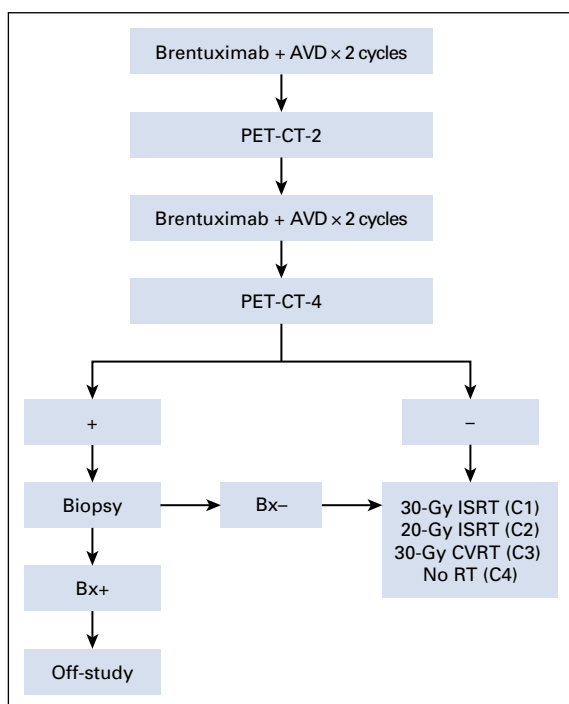 Brentuximab + AVD × 2 cycles
PET-CT-2
Brentuximab + AVD × 2 cycles
PET-CT-4
+
–
Biopsy
Bx–
30-Gy ISRT (C1)
20-Gy ISRT (C2)
30-Gy CVRT (C3)
No RT (C4)
Bx+
Off-study